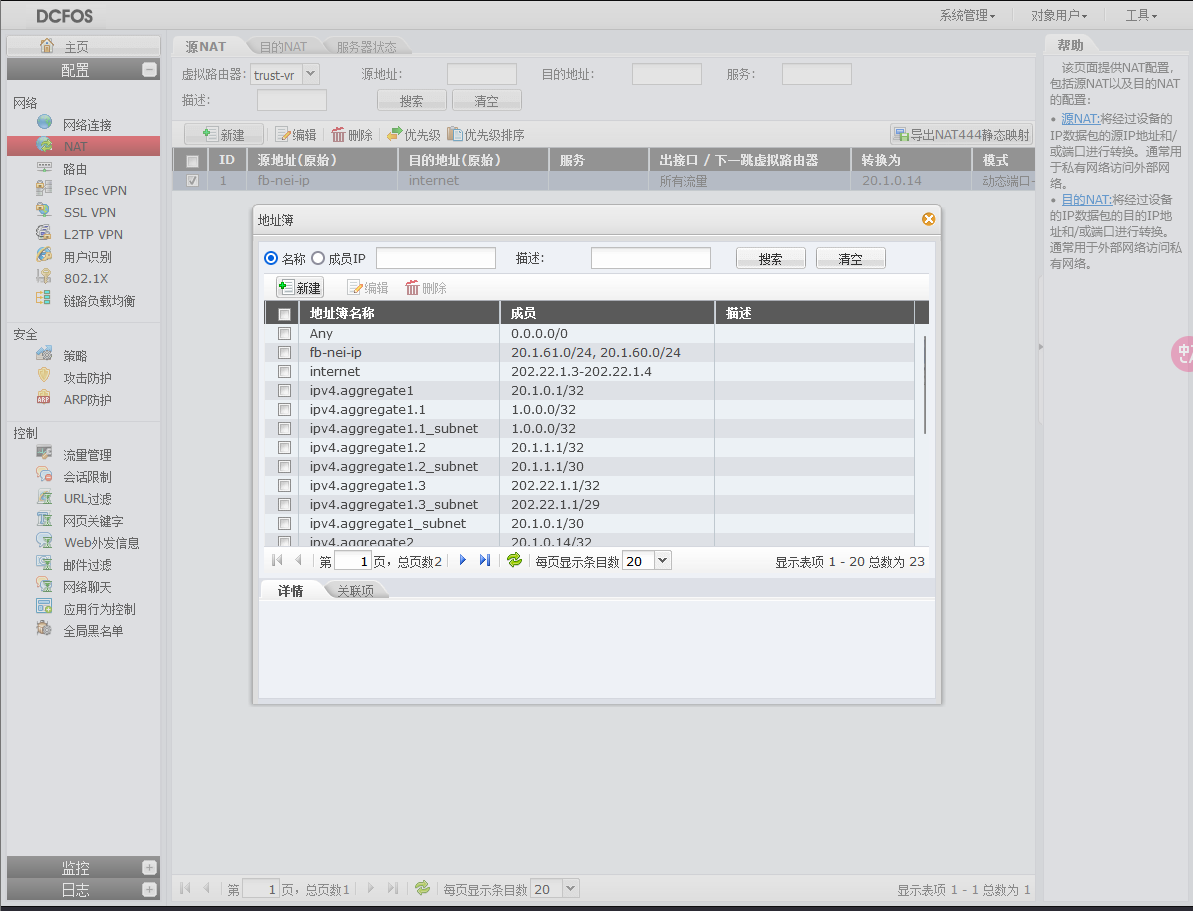 DCFOS
系统管理
对象用户
工具
主页
配置
网络
网络连接
NAT
路由
IPsec VPN
SSL VPN
L2TP VPN
用户识别
802.1X
链路负载均衡
安全
策略
攻击防护
ARP防护
控制
流量管理
会话限制
URL过滤
网页关键字
Web外发信息
邮件过滤
网络聊天
应用行为控制
全局黑名单
监控
日志
源NAT 目的NAT 服务器状态
虚拟路由器: trust-vr 源地址: 目的地址: 服务:
描述: 搜索 清空
新建 编辑 删除 优先级 优先级排序 导出NAT444静态映射
ID 源地址(原始) 目的地址(原始) 服务 出接口 / 下一跳虚拟路由器 转换为 模式
1 fb-nei-ip internet 所有流量 20.1.0.14 动态端口-
地址簿
名称 成员IP 描述: 搜索 清空
新建 编辑 删除
地址簿名称 成员 描述
Any 0.0.0.0/0
fb-nei-ip 20.1.61.0/24, 20.1.60.0/24
internet 202.22.1.3-202.22.1.4
ipv4.aggregate1 20.1.0.1/32
ipv4.aggregate1.1 1.0.0.0/32
ipv4.aggregate1.1_subnet 1.0.0.0/32
ipv4.aggregate1.2 20.1.1.1/32
ipv4.aggregate1.2_subnet 20.1.1.1/30
ipv4.aggregate1.3 202.22.1.1/32
ipv4.aggregate1.3_subnet 202.22.1.1/29
ipv4.aggregate1_subnet 20.1.0.1/30
ipv4.aggregate2 20.1.0.14/32
第 1 页，总页数2 每页显示条目数 20 显示表项 1 - 20 总数为 23
详情 关联项
第 1 页，总页数1 每页显示条目数 20 显示表项 1 - 1 总数为 1
帮助
该页面提供NAT配置，
包括源NAT以及目的NAT
的配置：
• 源NAT:将经过设备的
IP数据包的源IP地址和/
或端口进行转换。通常用
于私有网络访问外部网
络。
• 目的NAT:将经过设备
的IP数据包的目的IP地
址和/或端口进行转换。
通常用于外部网络访问私
有网络。
中